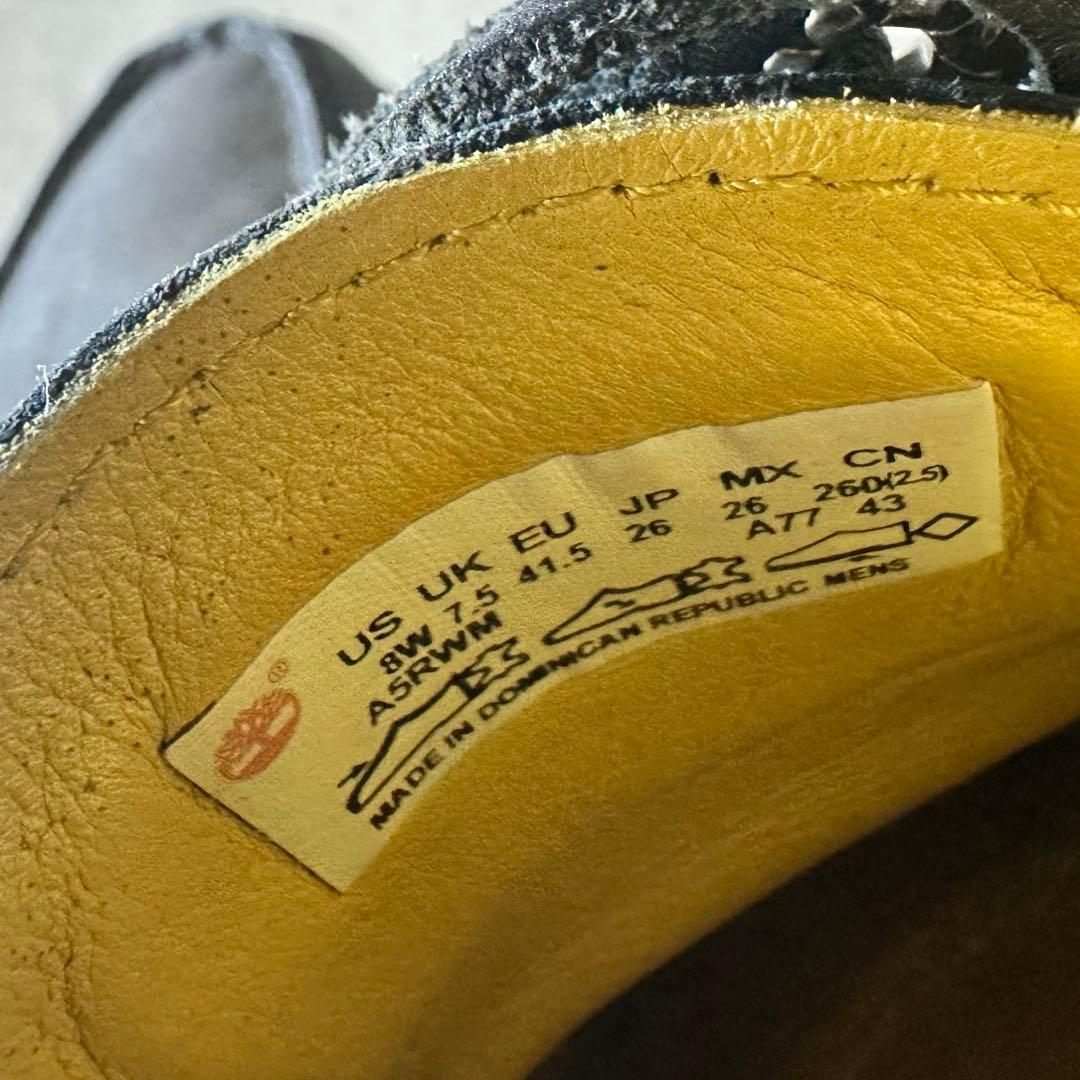 US UK EU JP MX CN
8W 7.5 41.5 26 26 260(2.5)
A5RWM A77 43
MADE IN DOMINICAN REPUBLIC MENS
®